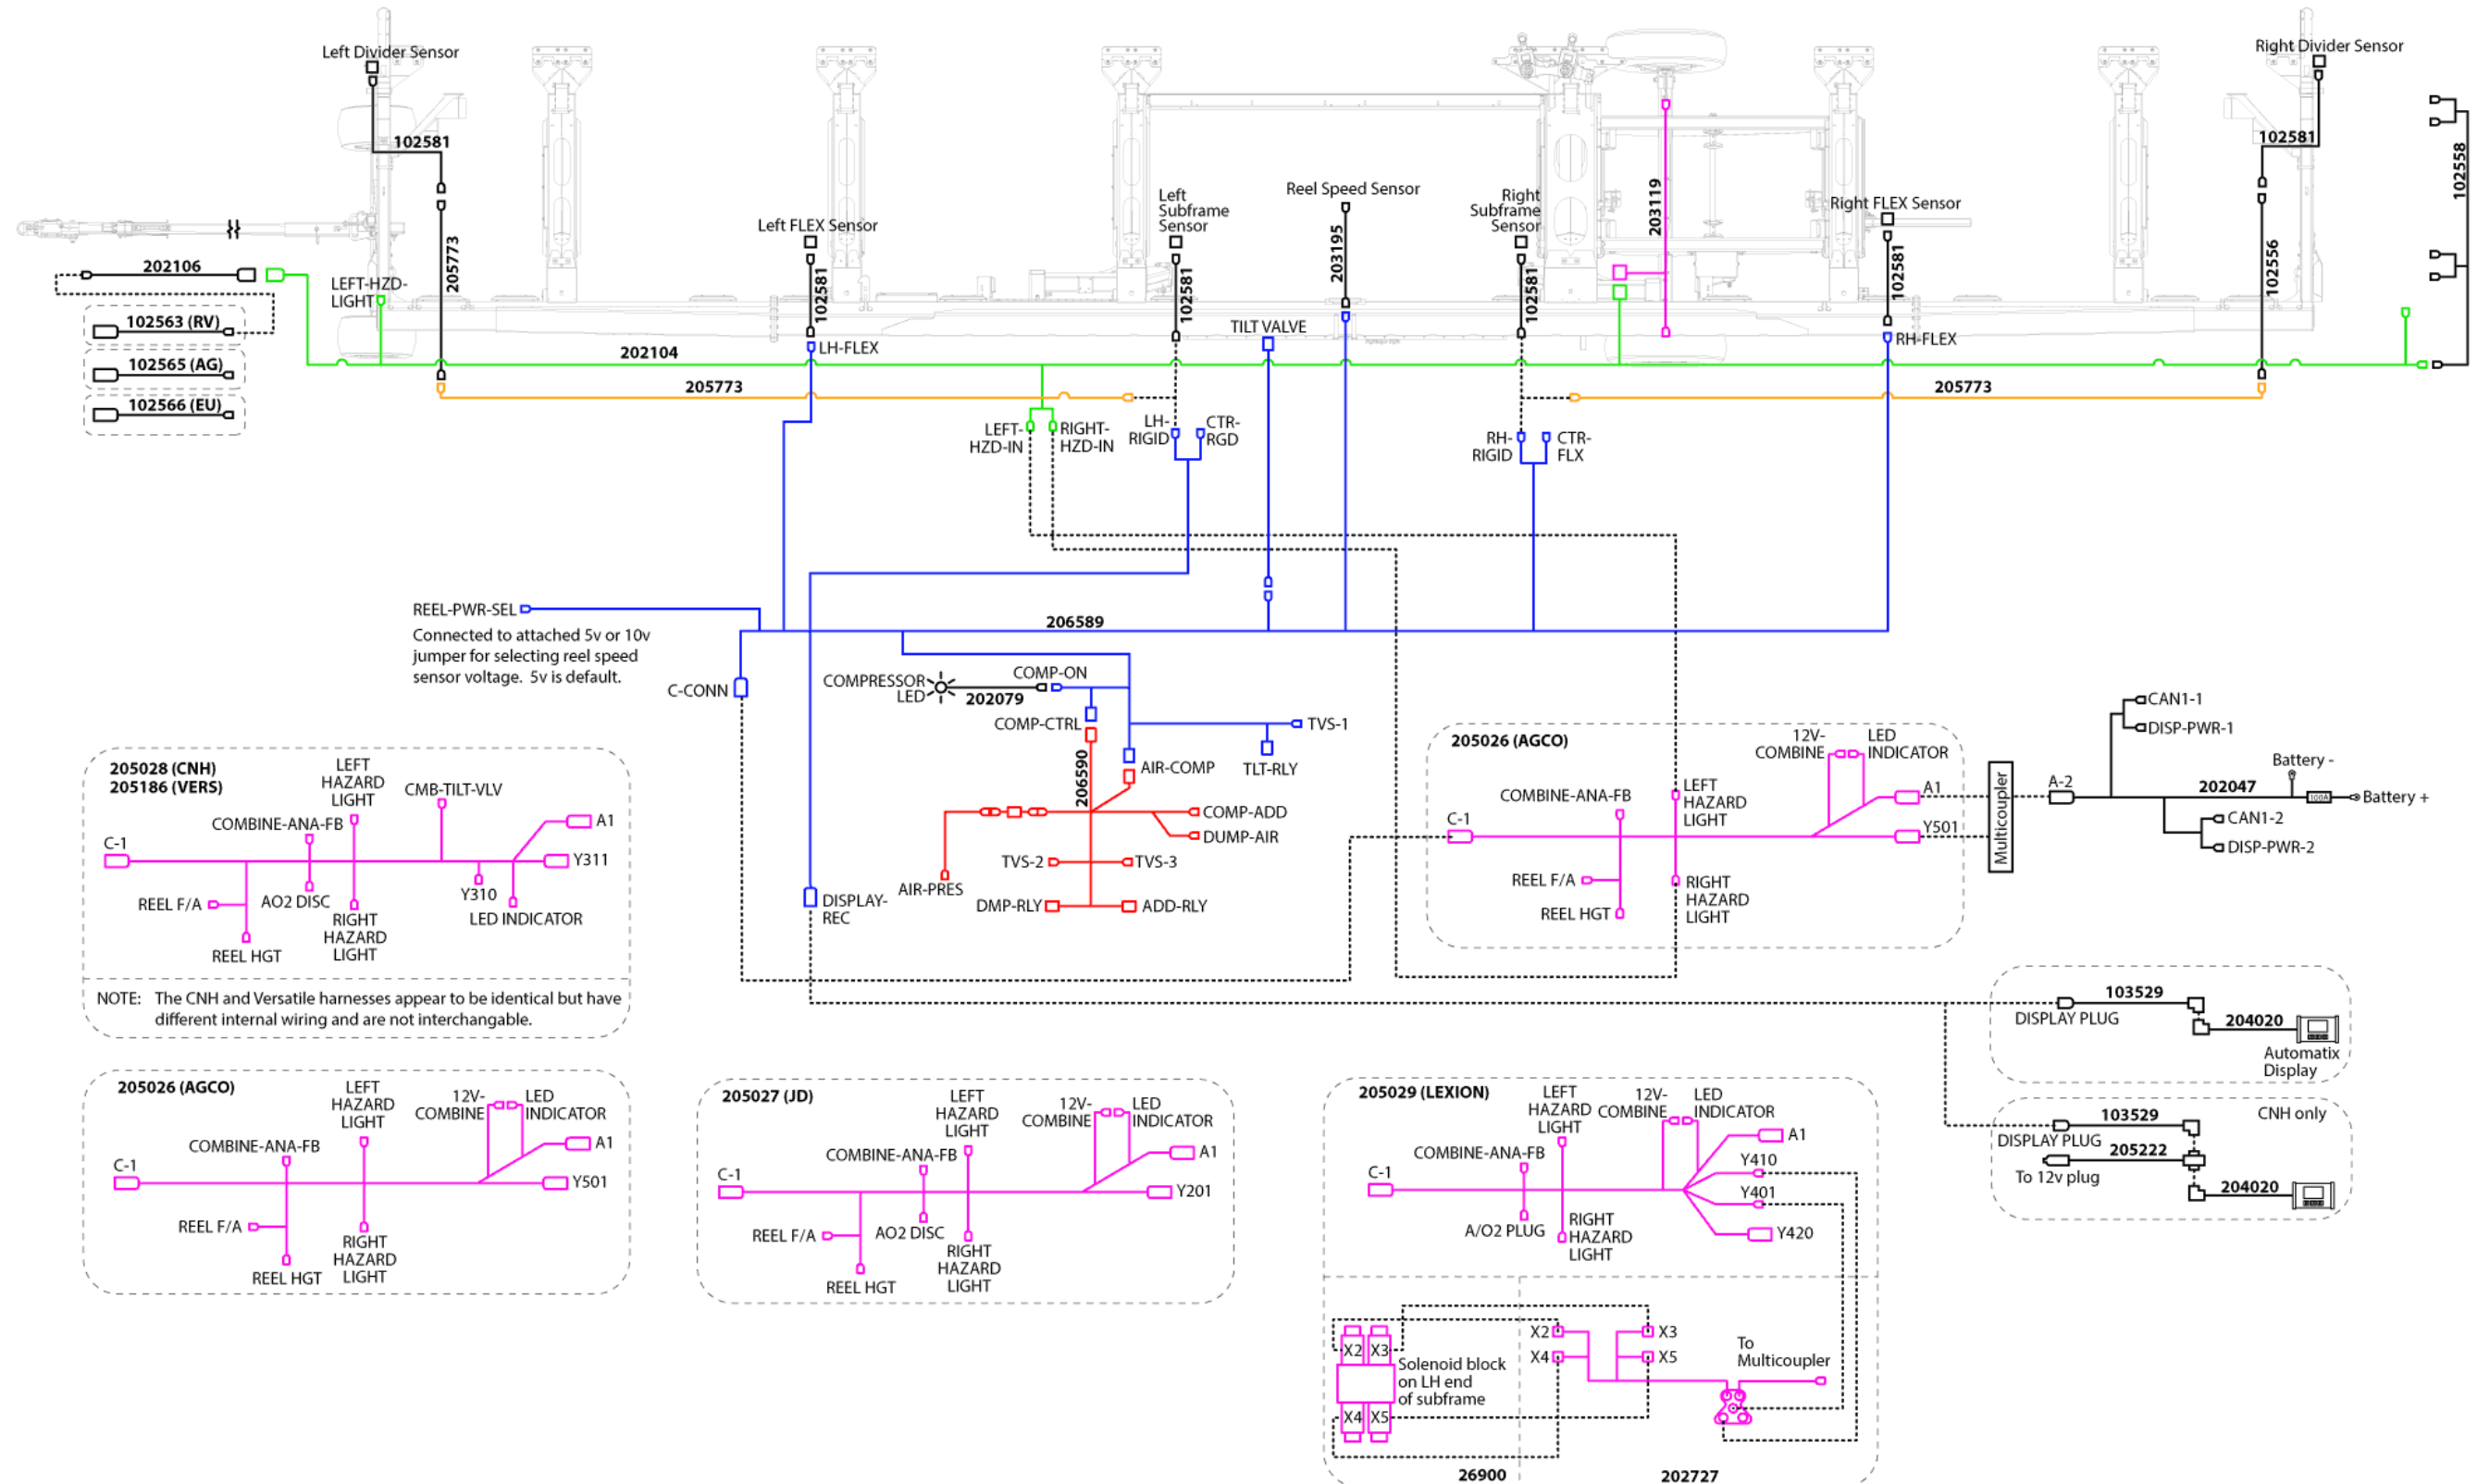 Left Divider Sensor
Right Divider Sensor
102581
102581
102558
Left FLEX Sensor
Left
Subframe
Sensor
Reel Speed Sensor
Right
Subframe
Sensor
203119
Right FLEX Sensor
202106
205773
102581
102581
203195
102581
102581
102556
LEFT-HZD-
LIGHT
102563 (RV)
102565 (AG)
102566 (EU)
TILT VALVE
LH-FLEX
RH-FLEX
202104
205773
205773
LEFT-
HZD-IN
RIGHT-
HZD-IN
LH-
RIGID
CTR-
RGD
RH-
RIGID
CTR-
FLX
REEL-PWR-SEL
Connected to attached 5v or 10v
jumper for selecting reel speed
sensor voltage. 5v is default.
206589
C-CONN
COMPRESSOR
LED
202079
COMP-ON
COMP-CTRL
TVS-1
AIR-COMP
TLT-RLY
206590
COMP-ADD
DUMP-AIR
TVS-2
TVS-3
AIR-PRES
DMP-RLY
ADD-RLY
DISPLAY-
REC
205026 (AGCO)
12V-
COMBINE
LED
INDICATOR
COMBINE-ANA-FB
LEFT
HAZARD
LIGHT
A1
C-1
Y501
REEL F/A
REEL HGT
RIGHT
HAZARD
LIGHT
Multicoupler
A-2
CAN1-1
DISP-PWR-1
Battery -
202047
100A
Battery +
CAN1-2
DISP-PWR-2
205028 (CNH)
205186 (VERS)
LEFT
HAZARD
LIGHT
CMB-TILT-VLV
COMBINE-ANA-FB
A1
C-1
Y311
REEL F/A
AO2 DISC
Y310
REEL HGT
RIGHT
HAZARD
LIGHT
LED INDICATOR
NOTE: The CNH and Versatile harnesses appear to be identical but have
different internal wiring and are not interchangable.
103529
DISPLAY PLUG
204020
Automatix
Display
103529
CNH only
DISPLAY PLUG
205222
To 12v plug
204020
205026 (AGCO)
LEFT
HAZARD
LIGHT
12V-
COMBINE
LED
INDICATOR
COMBINE-ANA-FB
A1
C-1
Y501
REEL F/A
REEL HGT
RIGHT
HAZARD
LIGHT
205027 (JD)
LEFT
HAZARD
LIGHT
12V-
COMBINE
LED
INDICATOR
COMBINE-ANA-FB
A1
C-1
Y201
REEL F/A
AO2 DISC
REEL HGT
RIGHT
HAZARD
LIGHT
205029 (LEXION)
LEFT
HAZARD
LIGHT
12V-
COMBINE
LED
INDICATOR
COMBINE-ANA-FB
A1
C-1
Y410
Y401
A/O2 PLUG
RIGHT
HAZARD
LIGHT
Y420
X2
X3
X2
X3
X4
X5
To
Multicoupler
Solenoid block
on LH end
of subframe
X4
X5
26900
202727